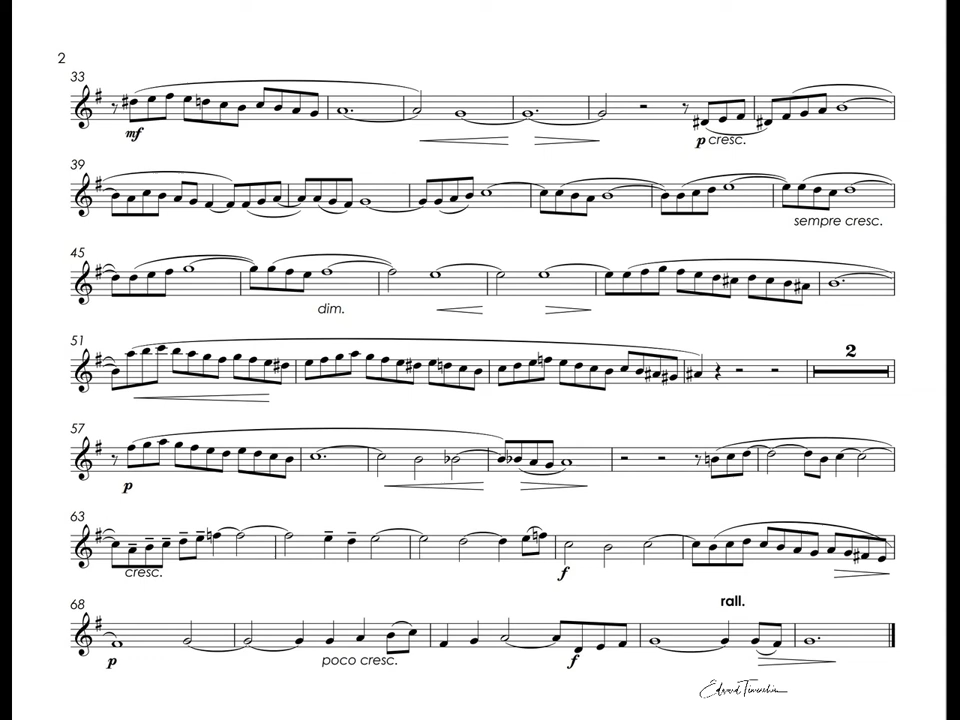 2
33
mf
p cresc.
39
sempre cresc.
45
dim.
51
2
57
p
63
cresc.
f
rall.
68
p
poco cresc.
f